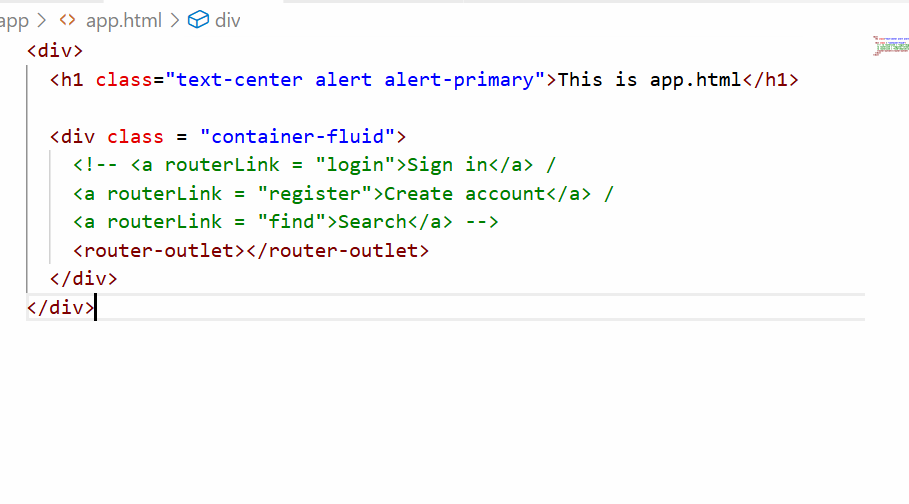 app > <> app.html > div
<div>
<h1 class="text-center alert alert-primary">This is app.html</h1>
<div class = "container-fluid">
<!-- <a routerLink = "login">Sign in</a> /
<a routerLink = "register">Create account</a> /
<a routerLink = "find">Search</a> -->
<router-outlet></router-outlet>
</div>
</div>